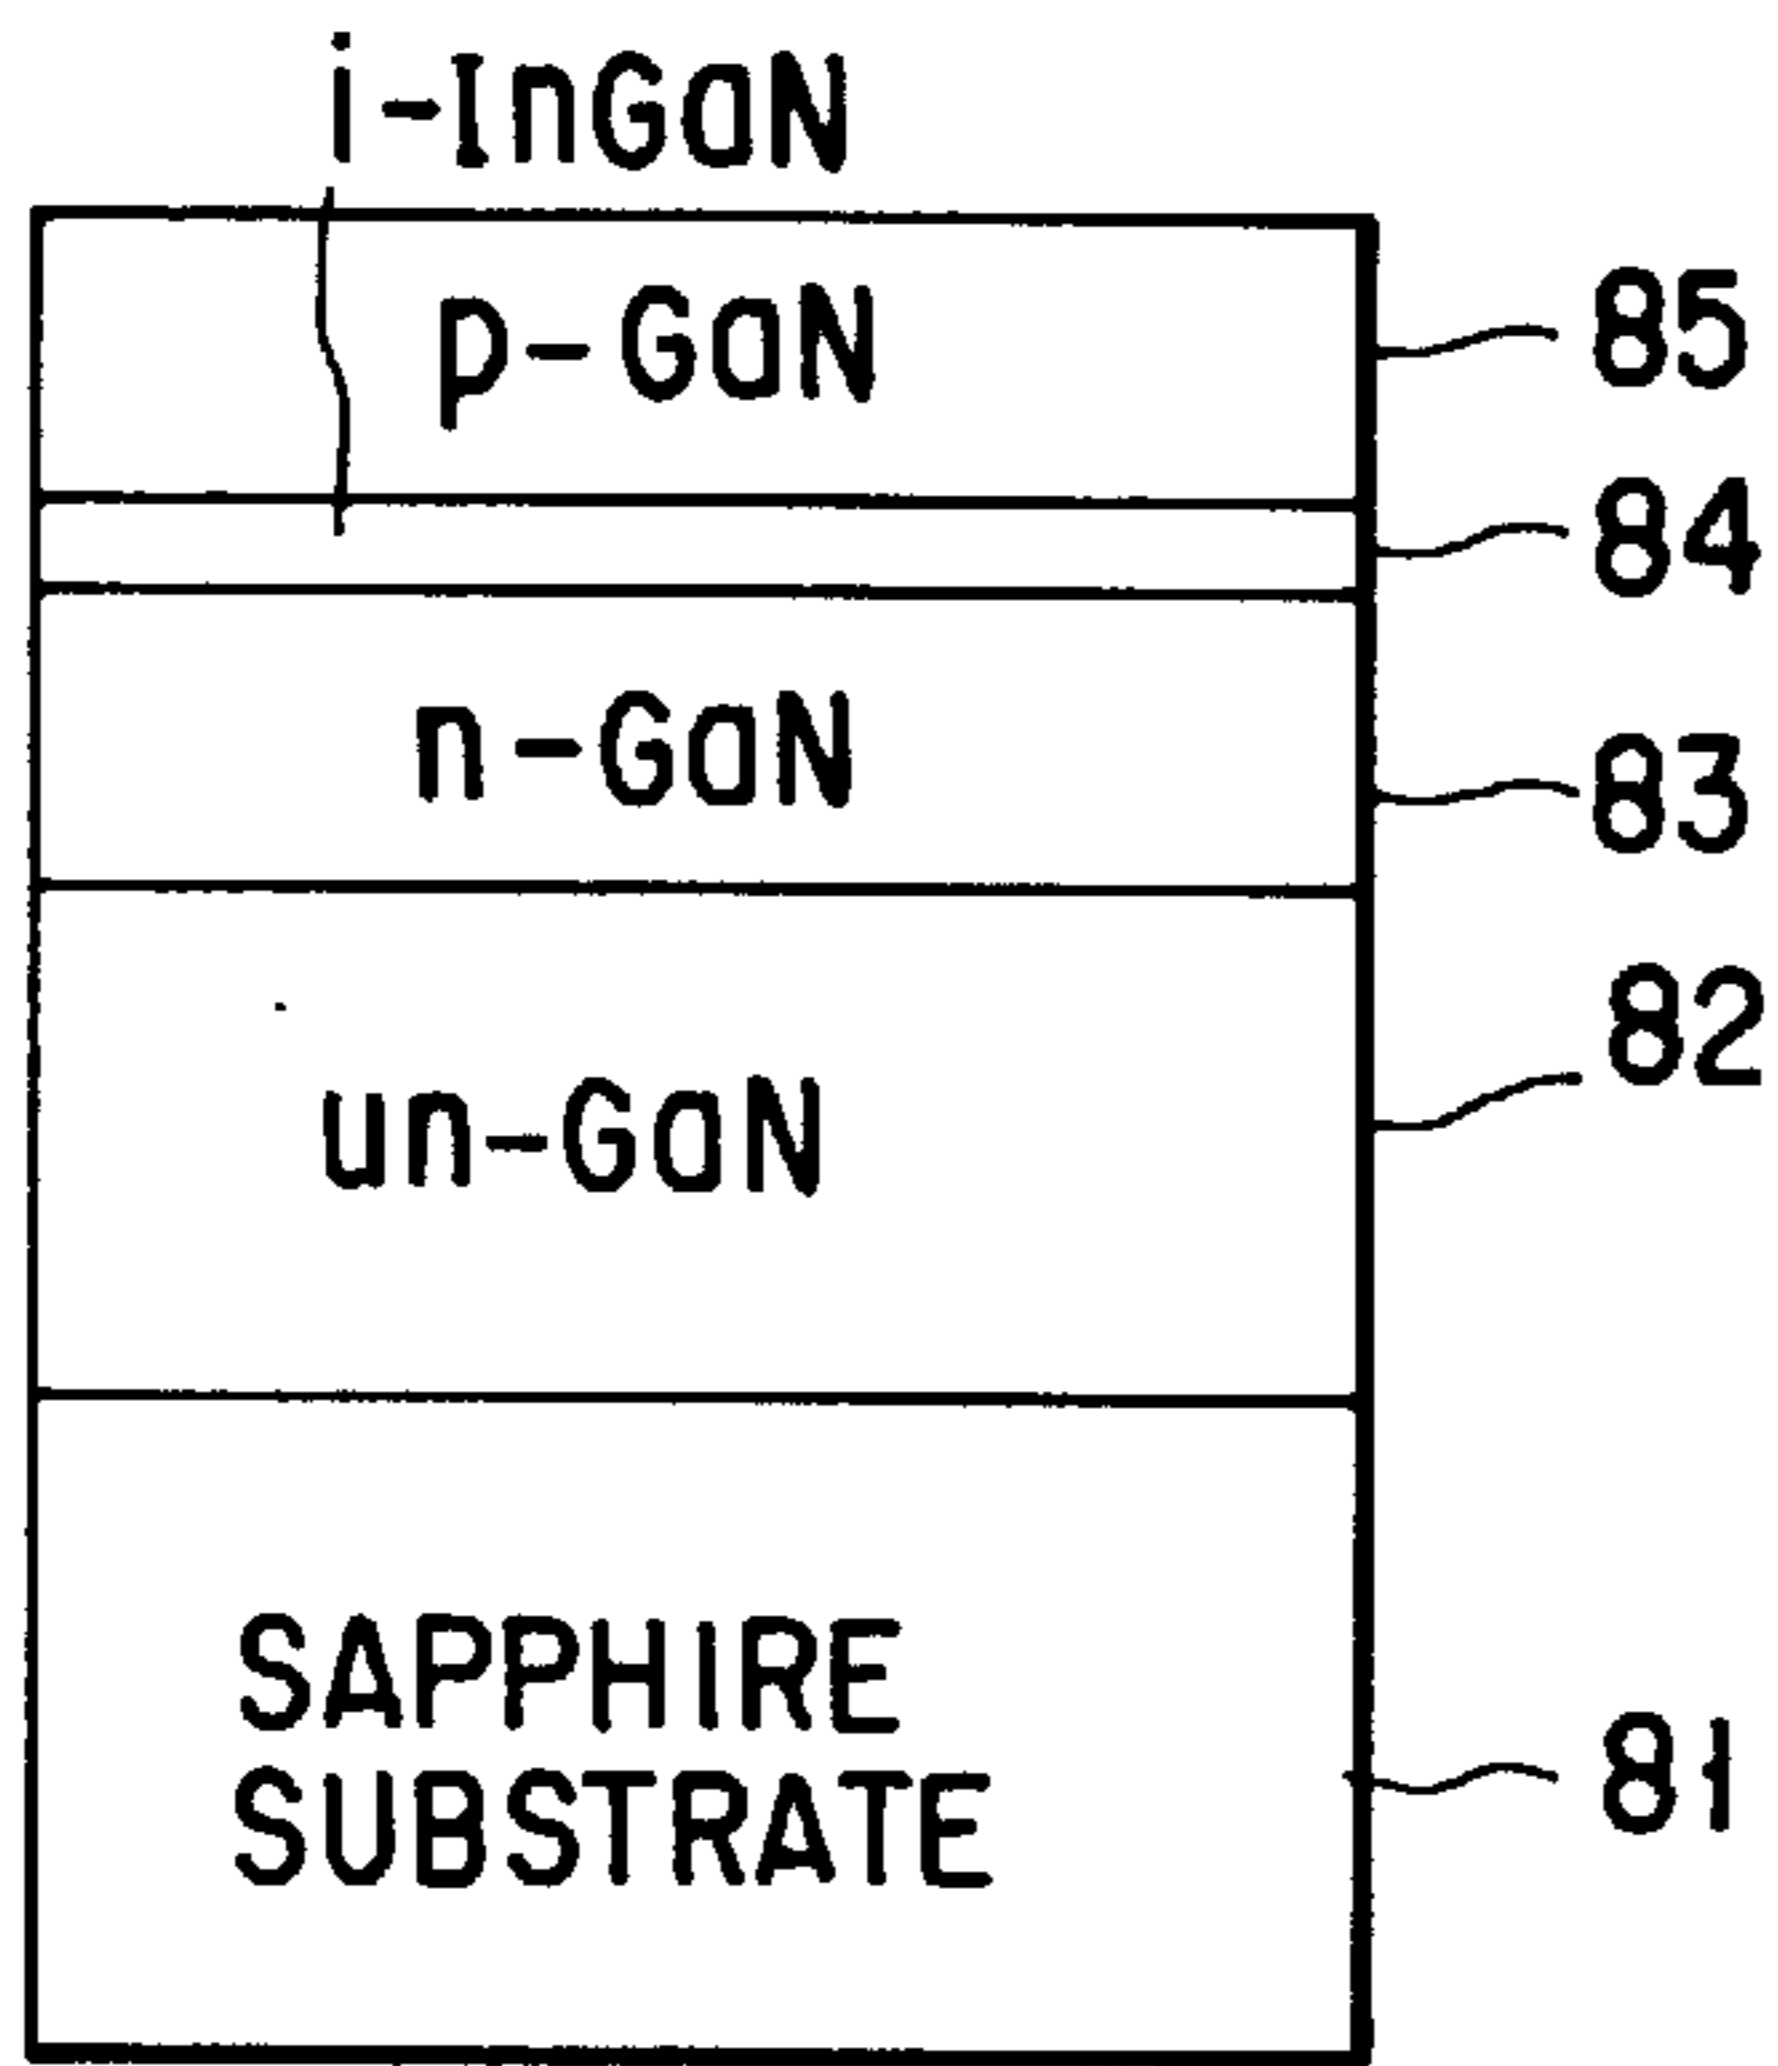 i-InGaN
p-GaN
85
84
n-GaN
83
82
un-GaN
SAPPHIRE
SUBSTRATE
81